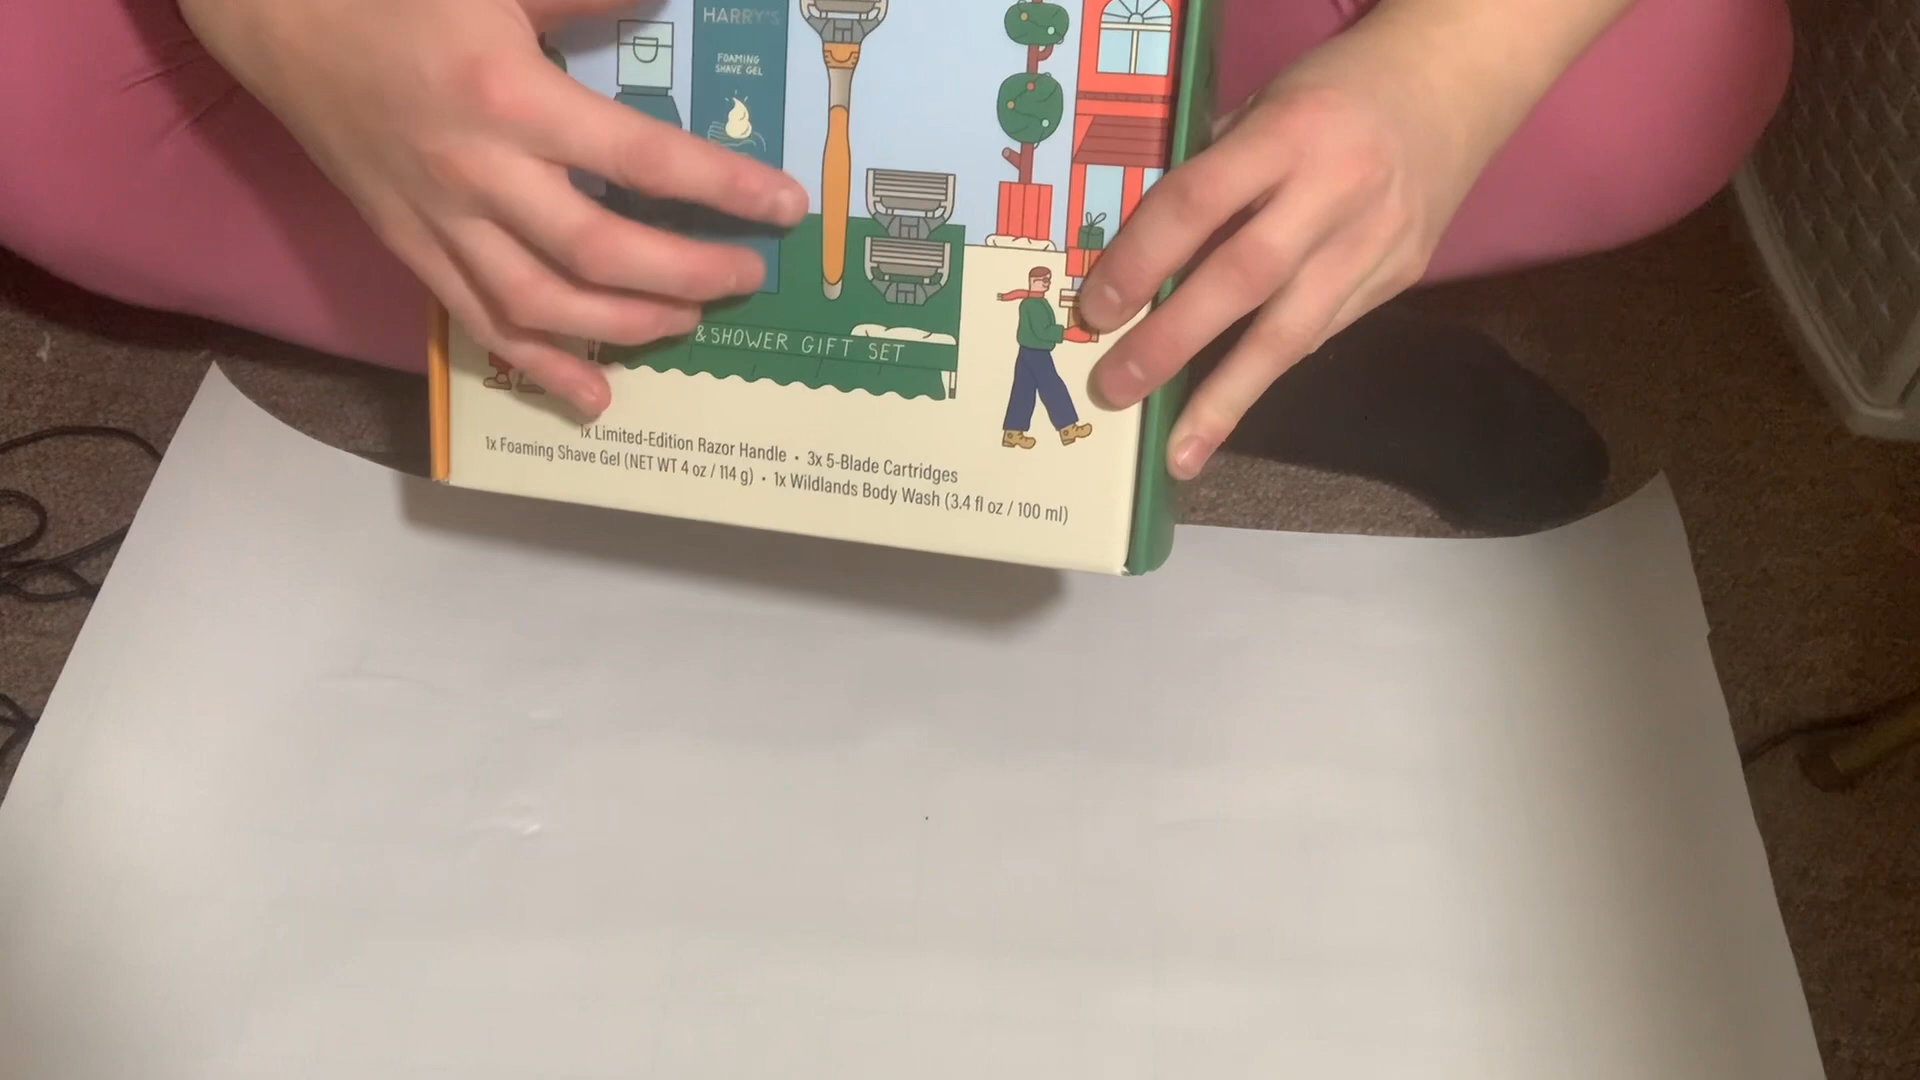 HARRY'S
FOAMING
SHAVE GEL
& SHOWER GIFT SET
1x Limited-Edition Razor Handle • 3x 5-Blade Cartridges
1x Foaming Shave Gel (NET WT 4 oz / 114 g) • 1x Wildlands Body Wash (3.4 fl oz / 100 ml)